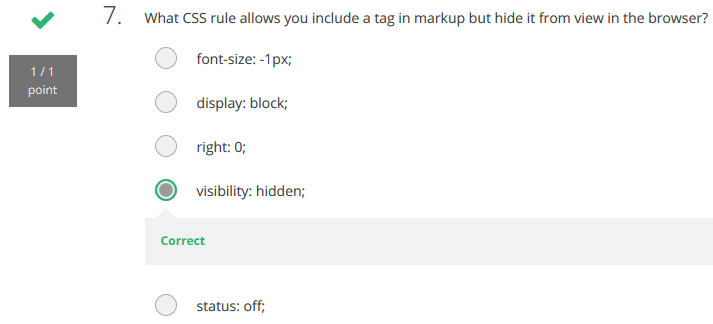 7. What CSS rule allows you include a tag in markup but hide it from view in the browser?
1 / 1
point
font-size: -1px;
display: block;
right: 0;
visibility: hidden;
Correct
status: off;